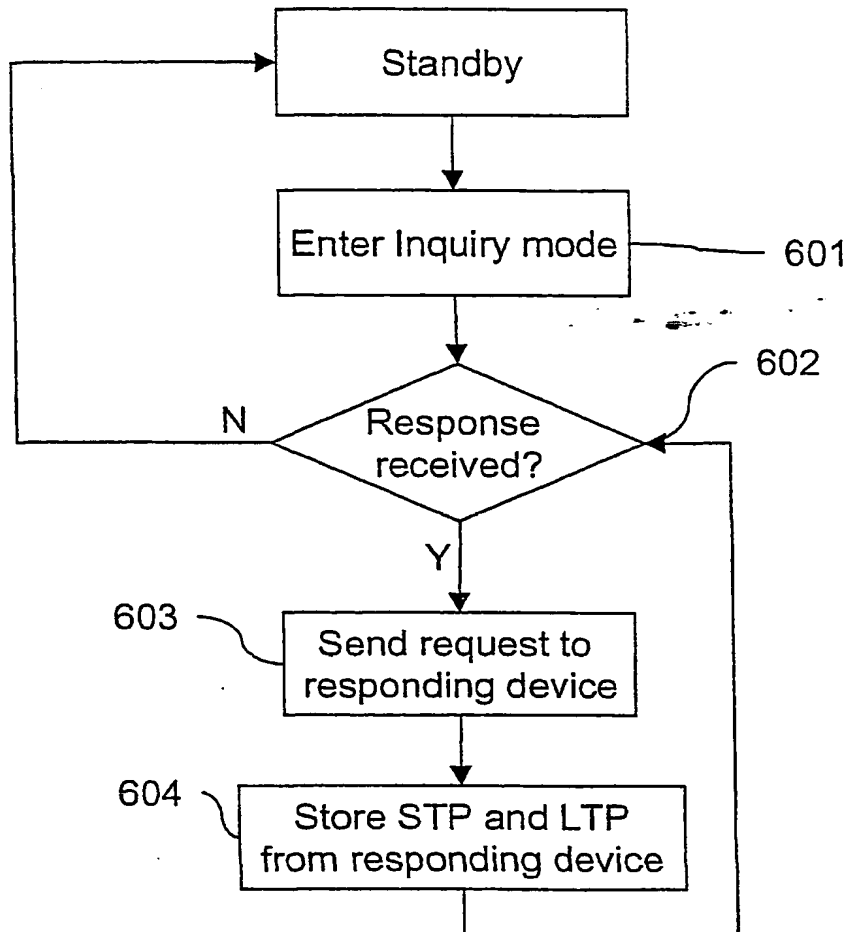 Standby
Enter Inquiry mode
601
602
N
Response
received?
Y
603
Send request to
responding device
604
Store STP and LTP
from responding device